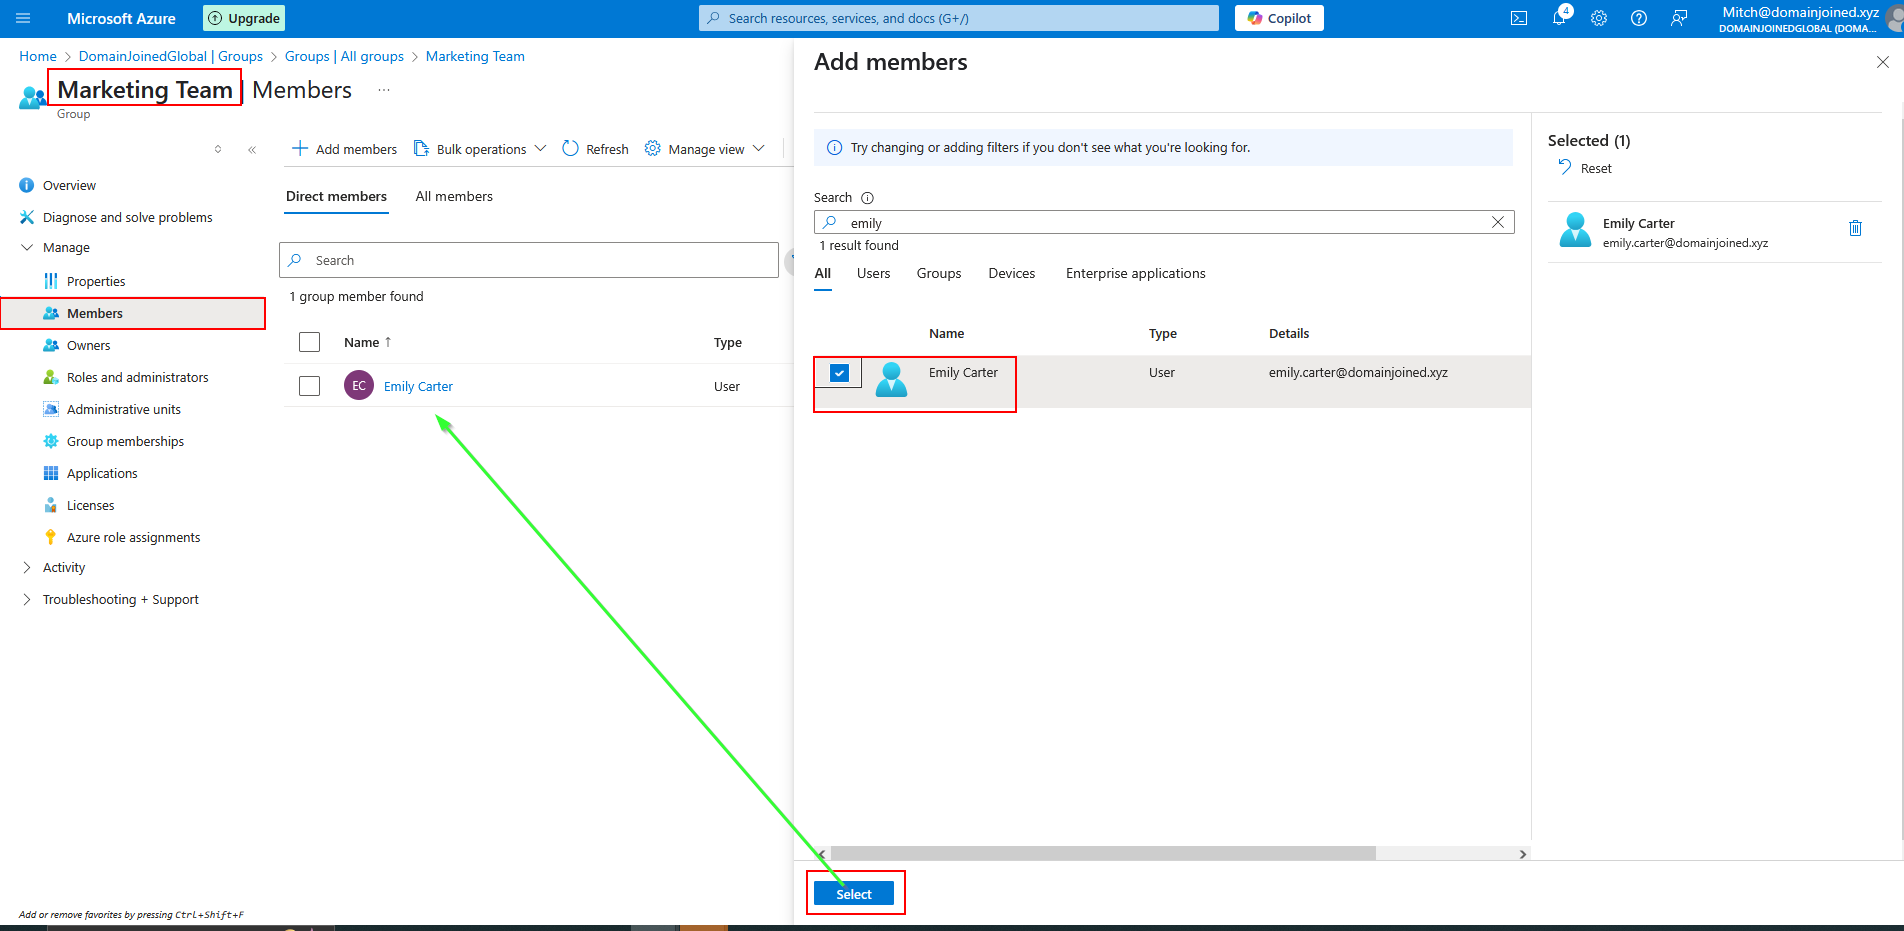 Microsoft Azure
Upgrade
Search resources, services, and docs (G+/)
Copilot
4
Mitch@domainjoined.xyz
DOMAINJOINEDGLOBAL (DOMA...
Home > DomainJoinedGlobal | Groups > Groups | All groups > Marketing Team
Marketing Team | Members ...
Group
Overview
Diagnose and solve problems
Manage
Properties
Members
Owners
Roles and administrators
Administrative units
Group memberships
Applications
Licenses
Azure role assignments
Activity
Troubleshooting + Support
Add or remove favorites by pressing Ctrl+Shift+F
Add members
Bulk operations
Refresh
Manage view
Direct members
All members
Search
1 group member found
Name ↑
Type
EC
Emily Carter
User
Add members
Try changing or adding filters if you don't see what you're looking for.
Search
emily
1 result found
All
Users
Groups
Devices
Enterprise applications
Name
Type
Details
Emily Carter
User
emily.carter@domainjoined.xyz
Select
Selected (1)
Reset
Emily Carter
emily.carter@domainjoined.xyz